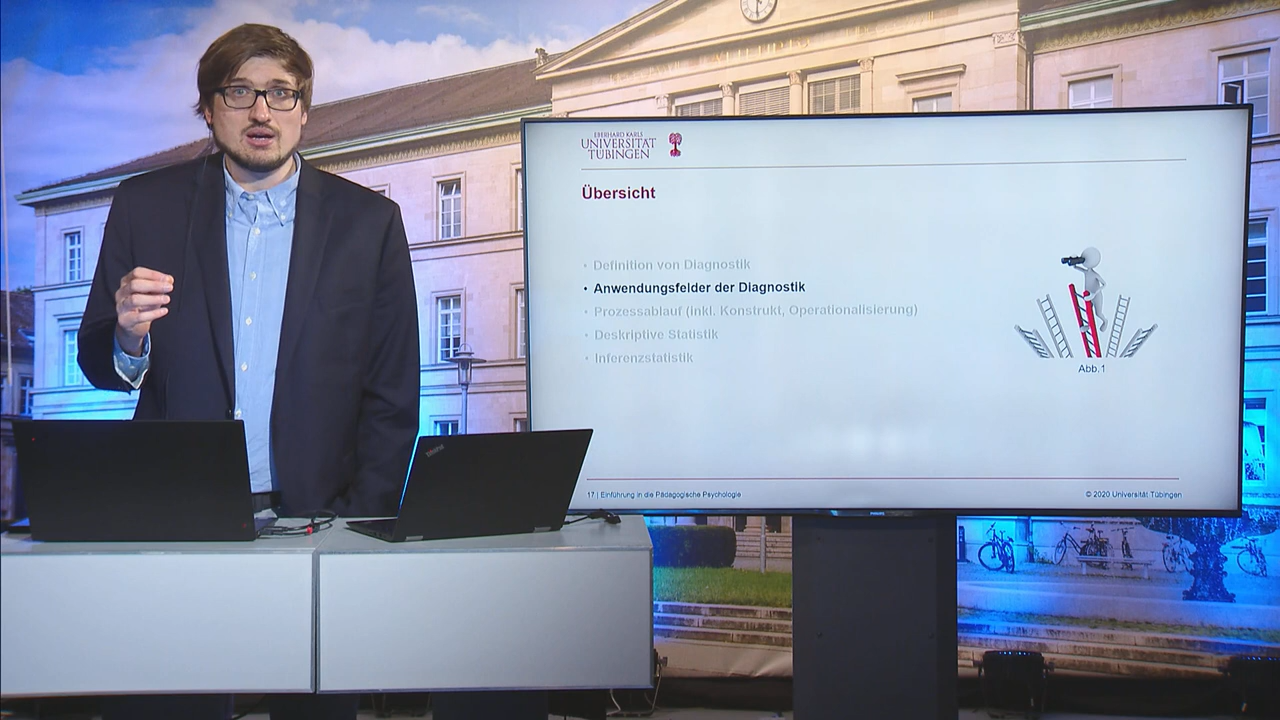 EBERHARD KARLS
UNIVERSITÄT
TÜBINGEN
Übersicht
• Definition von Diagnostik
• Anwendungsfelder der Diagnostik
• Prozessablauf (inkl. Konstrukt, Operationalisierung)
• Deskriptive Statistik
• Inferenzstatistik
Abb.1
17 | Einführung in die Pädagogische Psychologie
© 2020 Universität Tübingen
ThinkPad